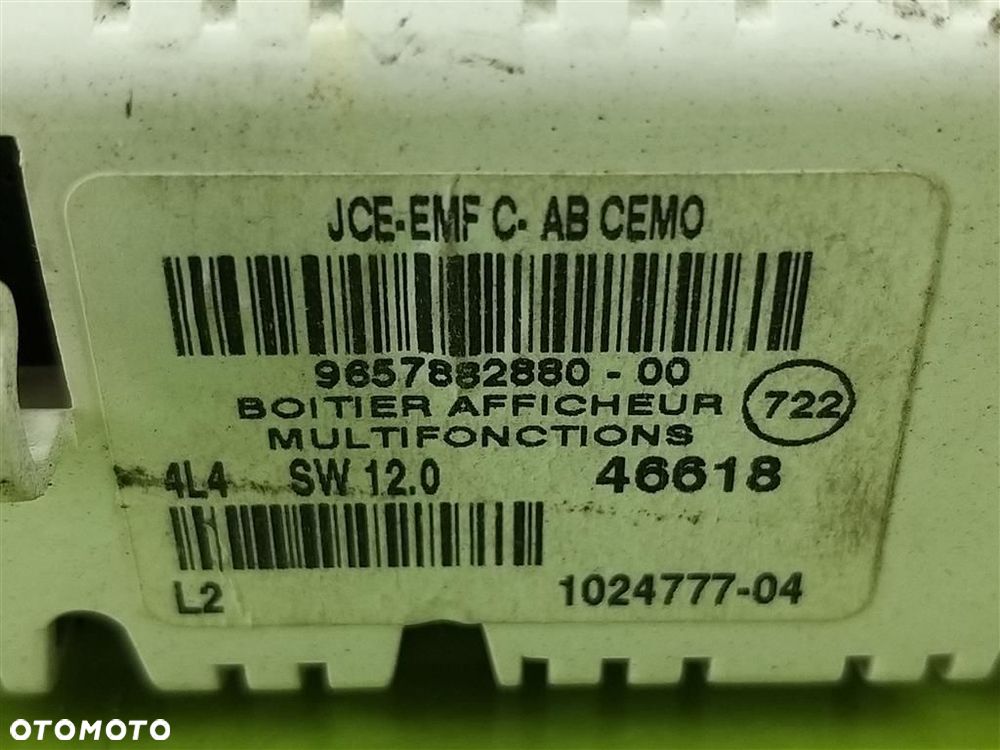 JCE-EMF C- AB CEMO
9657882880 - 00
BOITIER AFFICHEUR
722
MULTIFONCTIONS
4L4 SW 12.0 46618
L2 1024777-04
OTOMOTO